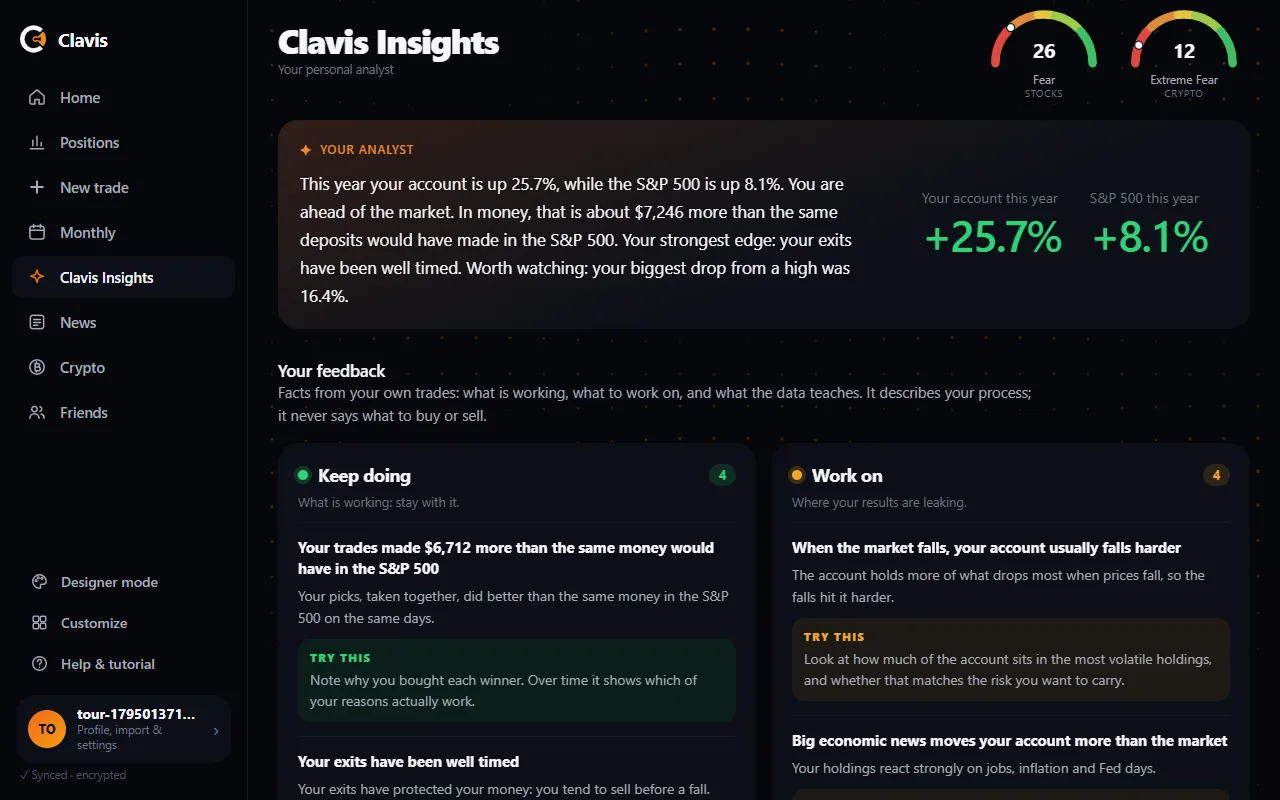 Clavis
Home
Positions
New trade
Monthly
Clavis Insights
News
Crypto
Friends
Designer mode
Customize
Help & tutorial
TO
tour-179501371...
Profile, import &
settings
✓ Synced · encrypted
Clavis Insights
Your personal analyst
26
Fear
STOCKS
12
Extreme Fear
CRYPTO
YOUR ANALYST
This year your account is up 25.7%, while the S&P 500 is up 8.1%. You are
ahead of the market. In money, that is about $7,246 more than the same
deposits would have made in the S&P 500. Your strongest edge: your exits
have been well timed. Worth watching: your biggest drop from a high was
16.4%.
Your account this year
+25.7%
S&P 500 this year
+8.1%
Your feedback
Facts from your own trades: what is working, what to work on, and what the data teaches. It describes your process;
it never says what to buy or sell.
Keep doing
4
What is working: stay with it.
Your trades made $6,712 more than the same money would
have in the S&P 500
Your picks, taken together, did better than the same money in the S&P
500 on the same days.
TRY THIS
Note why you bought each winner. Over time it shows which of
your reasons actually work.
Your exits have been well timed
Your exits have protected your money: you tend to sell before a fall.
Work on
4
Where your results are leaking.
When the market falls, your account usually falls harder
The account holds more of what drops most when prices fall, so the
falls hit it harder.
TRY THIS
Look at how much of the account sits in the most volatile holdings,
and whether that matches the risk you want to carry.
Big economic news moves your account more than the market
Your holdings react strongly on jobs, inflation and Fed days.